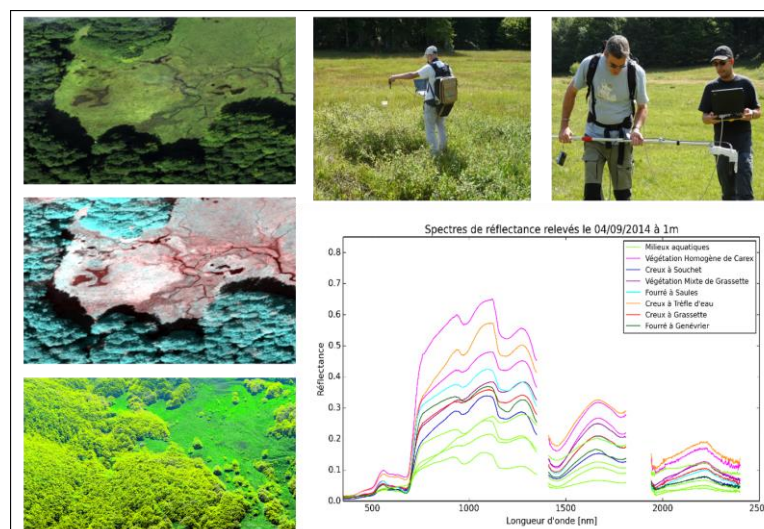 Spectres de réflectance relevés le 04/09/2014 à 1m
Réflectance
0.8
0.7
0.6
0.5
0.4
0.3
0.2
0.1
0.0
Milieux aquatiques
Végétation Homogène de Carex
Creux à Souchet
Végétation Mixte de Grassette
Fourré à Saules
Creux à Trèfle d'eau
Creux à Grassette
Fourré à Genévrier
500 1000 1500 2000 250
Longueur d'onde [nm]